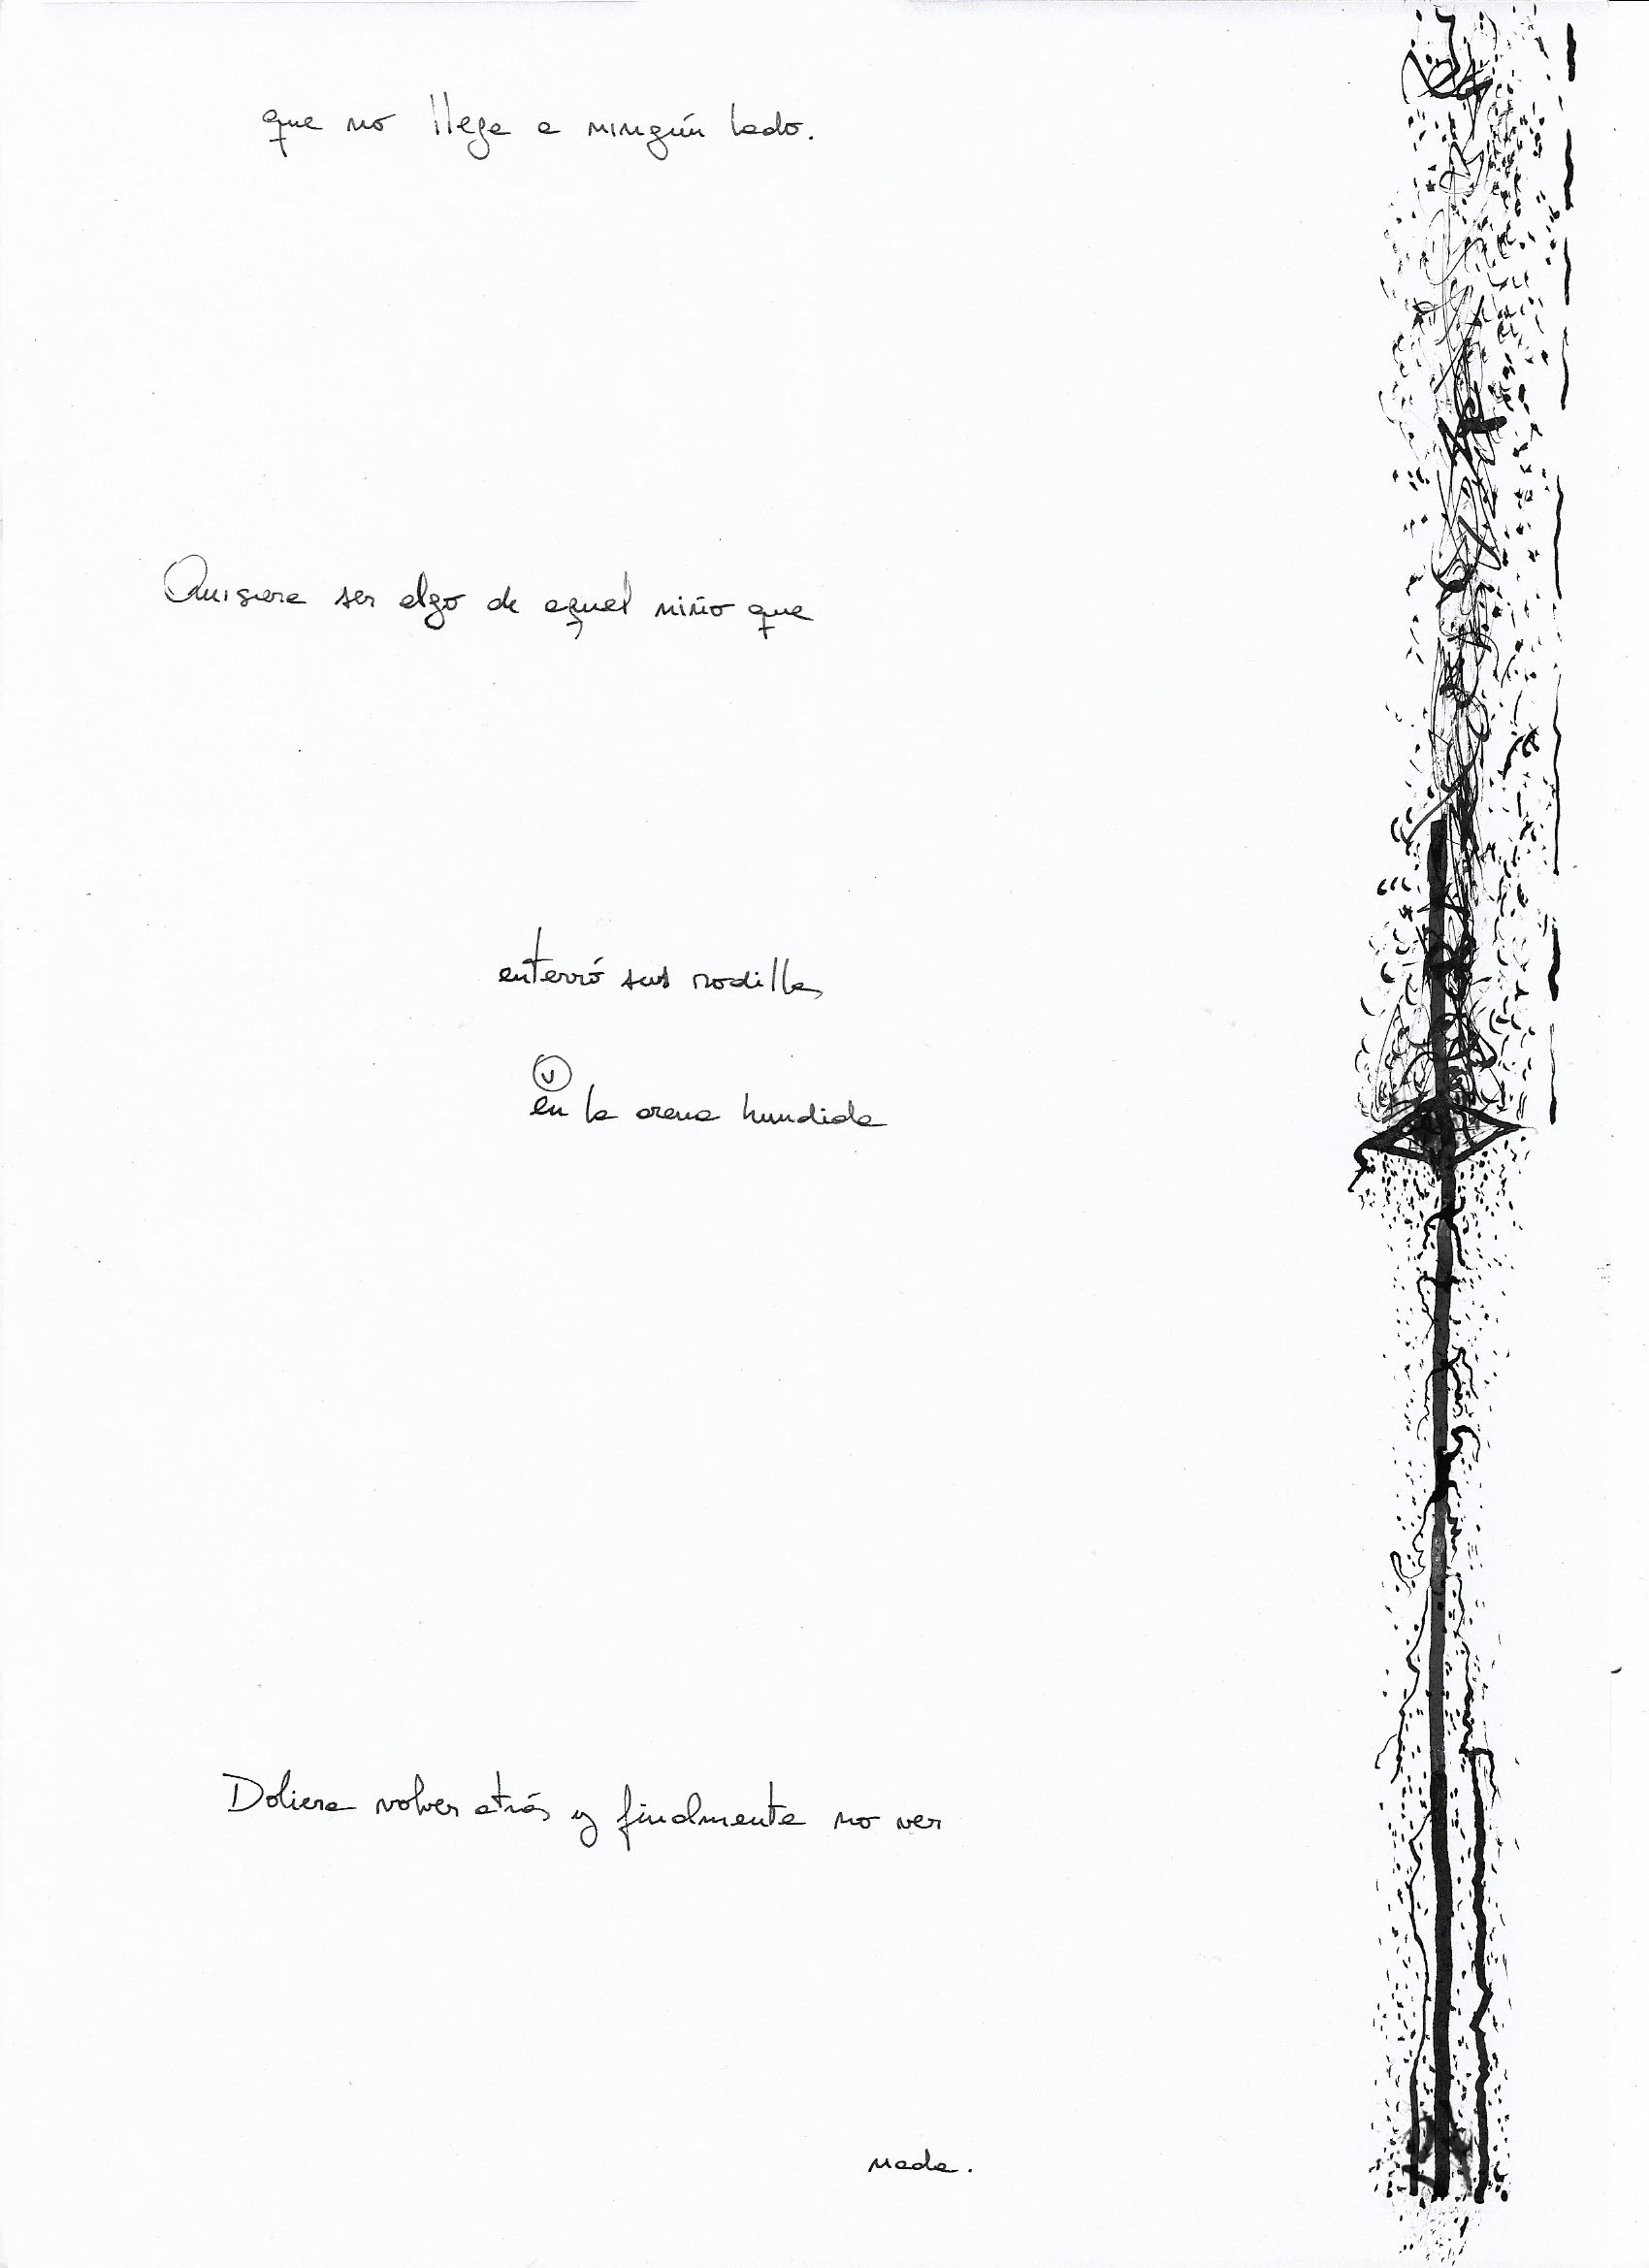 que no llega a ningún lado.
Quisiera ser algo de aquel niño que
enterró sus rodillas
v
en la arena hundida
Doliera volver atrás y finalmente no ver
nada.